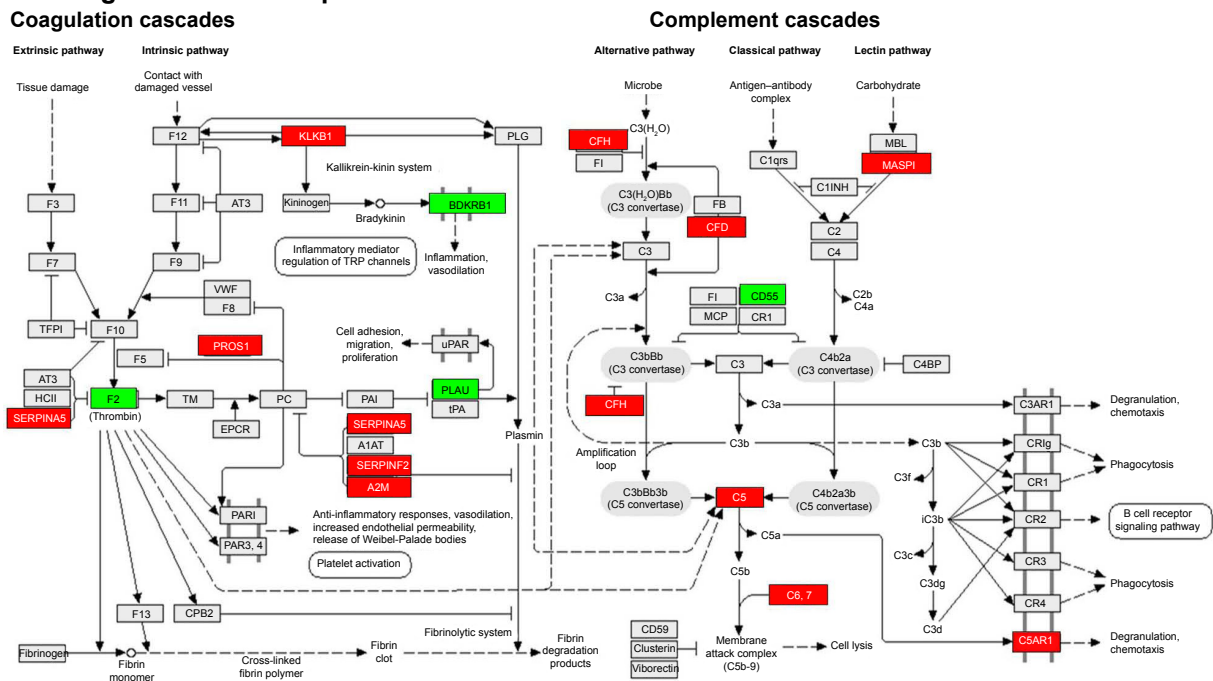 Coagulation cascades
Complement cascades
Extrinsic pathway
Intrinsic pathway
Alternative pathway
Classical pathway
Lectin pathway
Tissue damage
Contact with
damaged vessel
Microbe
Antigen–antibody
complex
Carbohydrate
F12
KLKB1
PLG
C3(H2O)
CFH
FI
C1qrs
MBL
MASPI
C1INH
Kallikrein-kinin system
F3
F11
AT3
Kininogen
Bradykinin
BDKRB1
C3(H2O)Bb
(C3 convertase)
FB
CFD
C2
C4
Inflammatory mediator
regulation of TRP channels
Inflammation,
vasodilation
C3
F7
F9
VWF
F8
C3a
FI
CD55
MCP
CR1
C2b
C4a
TFPI
F10
PROS1
F5
Cell adhesion,
migration,
proliferation
uPAR
C3bBb
(C3 convertase)
C3
C4b2a
(C3 convertase)
C4BP
AT3
HCII
SERPINA5
F2
(Thrombin)
TM
EPCR
PC
PAI
PLAU
tPA
CFH
C3a
C3AR1
Degranulation,
chemotaxis
SERPINA5
A1AT
SERPINF2
A2M
Plasmin
Amplification
loop
C3b
C3b
CRIg
Phagocytosis
C3f
CR1
C3bBb3b
(C5 convertase)
C5
C4b2a3b
(C5 convertase)
PARI
PAR3, 4
Anti-inflammatory responses, vasodilation,
increased endothelial permeability,
release of Weibel-Palade bodies
Platelet activation
C5a
iC3b
CR2
B cell receptor
signaling pathway
C3c
CR3
C5b
C3dg
Phagocytosis
C6, 7
CR4
C3d
F13
CPB2
Fibrinolytic system
CD59
Clusterin
Viborectin
Membrane
attack complex
(C5b-9)
Cell lysis
C5AR1
Degranulation,
chemotaxis
Fibrinogen
Fibrin
monomer
Cross-linked
fibrin polymer
Fibrin
clot
Fibrin
degradation
products